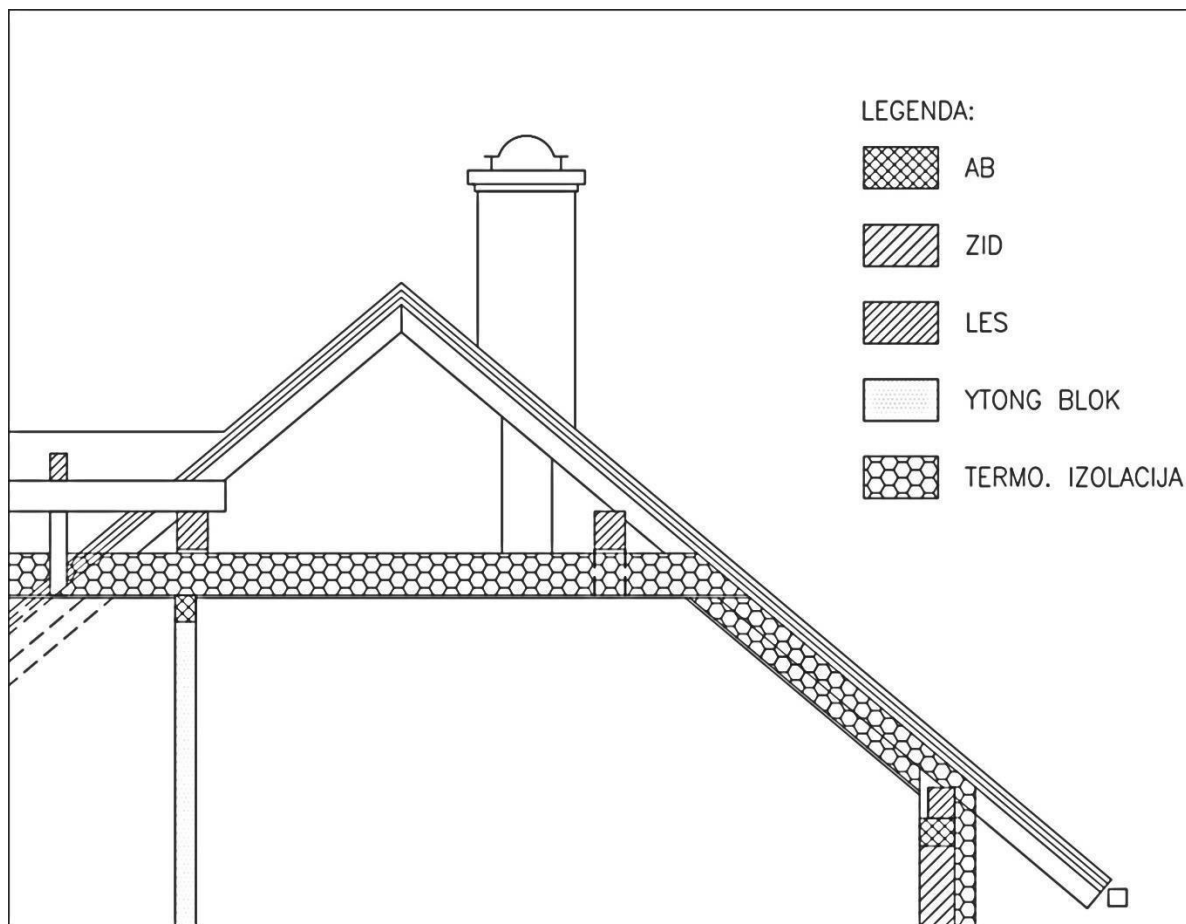 LEGENDA:
AB
ZID
LES
YTONG BLOK
TERMO. IZOLACIJA